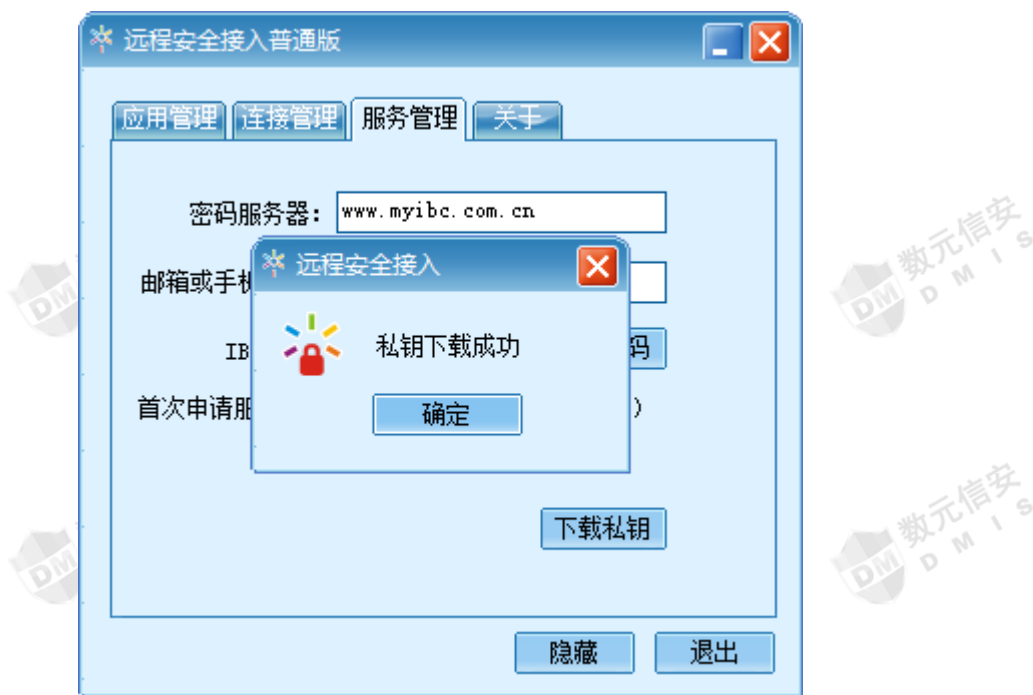 远程安全接入普通版
应用管理 连接管理 服务管理 关于
密码服务器： www.myibc.com.cn
远程安全接入
邮箱或手机
私钥下载成功
IB 码
首次申请服 ）
确定
下载私钥
隐藏 退出
数元信安
DMIS
DM
数元信安
DMIS
DM
DM
DM